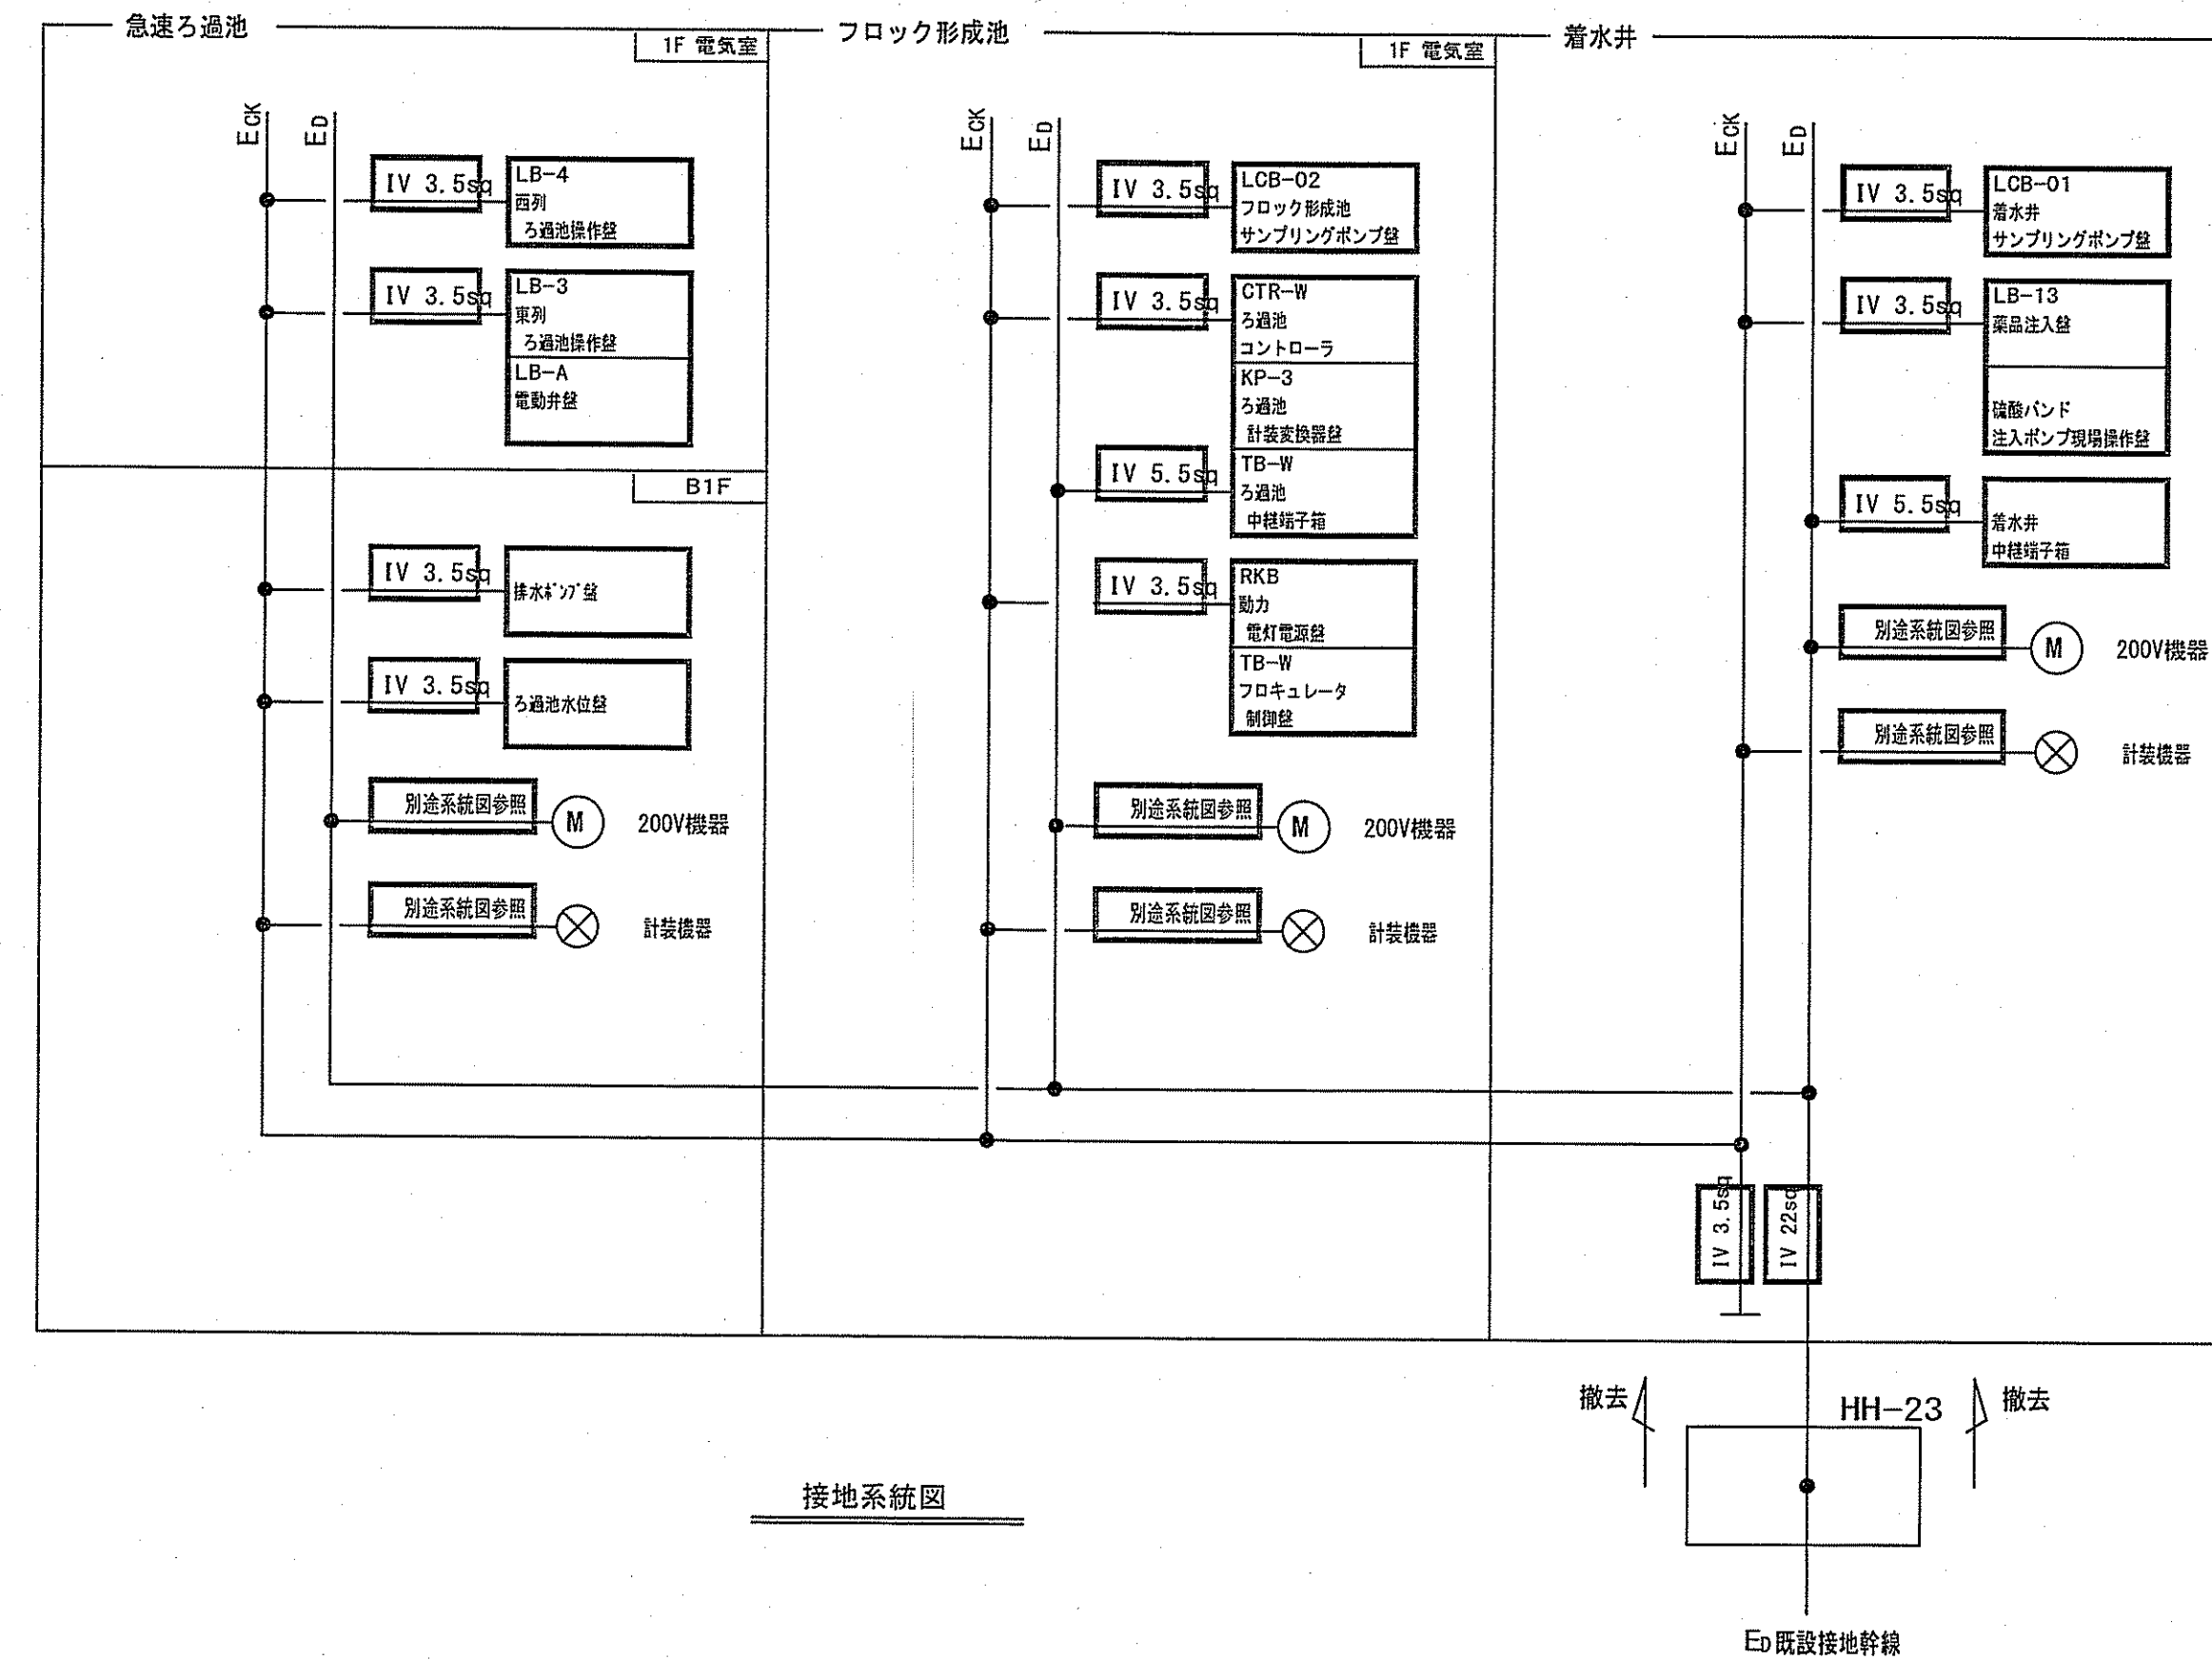 急速ろ過池
1F 電気室
ECK
ED
IV 3.5sq
LB-4
西列
ろ過池操作盤
IV 3.5sq
LB-3
東列
ろ過池操作盤
LB-A
電動弁盤
B1F
IV 3.5sq
排水ﾎﾟﾝﾌﾟ盤
IV 3.5sq
ろ過池水位盤
別途系統図参照
M
200V機器
別途系統図参照
計装機器
フロック形成池
1F 電気室
ECK
ED
IV 3.5sq
LCB-02
フロック形成池
サンプリングポンプ盤
IV 3.5sq
CTR-W
ろ過池
コントローラ
KP-3
ろ過池
計装変換器盤
IV 5.5sq
TB-W
ろ過池
中継端子箱
IV 3.5sq
RKB
動力
電灯電源盤
TB-W
フロキュレータ
制御盤
別途系統図参照
M
200V機器
別途系統図参照
計装機器
着水井
ECK
ED
IV 3.5sq
LCB-01
着水井
サンプリングポンプ盤
IV 3.5sq
LB-13
薬品注入盤
硫酸バンド
注入ポンプ現場操作盤
IV 5.5sq
着水井
中継端子箱
別途系統図参照
M
200V機器
別途系統図参照
計装機器
IV 3.5sq
IV 22sq
撤去
HH-23
撤去
接地系統図
ED既設接地幹線